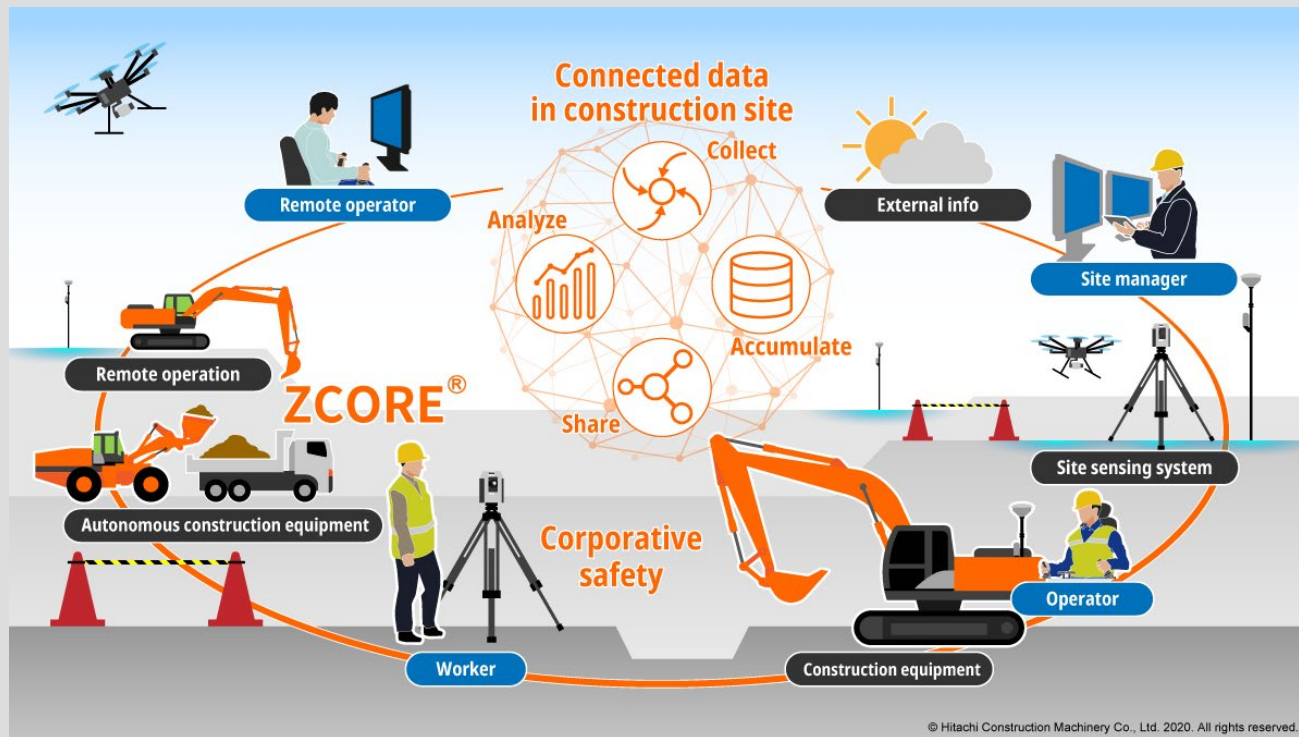 Connected data
in construction site
Collect
Remote operator
External info
Analyze
Site manager
Accumulate
Remote operation
ZCORE®
Share
Site sensing system
Autonomous construction equipment
Corporative
safety
Operator
Worker
Construction equipment
© Hitachi Construction Machinery Co., Ltd. 2020. All rights reserved.